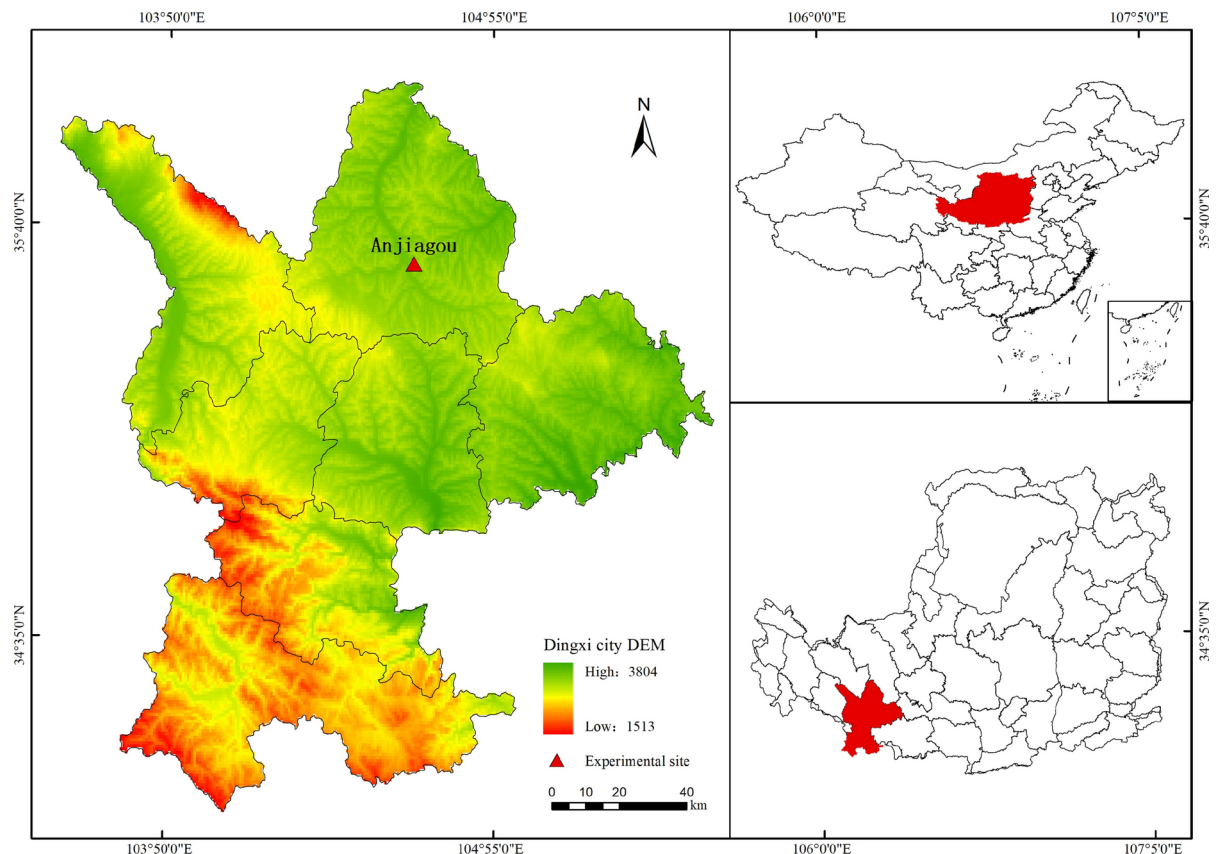 103°50'0"E
104°55'0"E
106°0'0"E
107°5'0"E
N
35°40'0"N
35°40'0"N
Anjiagou
34°35'0"N
34°35'0"N
Dingxi city DEM
High: 3804
Low: 1513
Experimental site
0 10 20 40
km
103°50'0"E
104°55'0"E
106°0'0"E
107°5'0"E